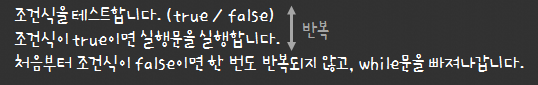 조건식을 테스트합니다. (true / false)
조건식이 true이면 실행문을 실행합니다.
반복
처음부터 조건식이 false이면 한 번도 반복되지 않고, while문을 빠져나갑니다.